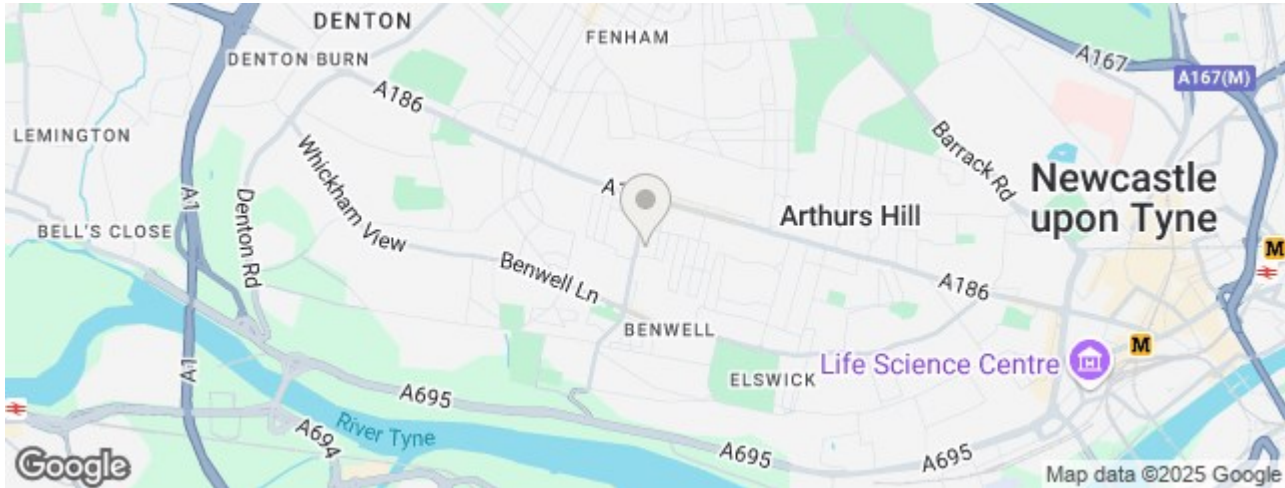 DENTON
FENHAM
DENTON BURN
A167
A167(M)
A186
LEMINGTON
Barrack Rd
Whickham View
Newcastle
upon Tyne
A1
Denton Rd
Arthurs Hill
BELL'S CLOSE
M
Benwell Ln
A186
BENWELL
M
Life Science Centre
ELSWICK
A1
A695
River Tyne
A694
A695
A695
Google
Map data ©2025 Google